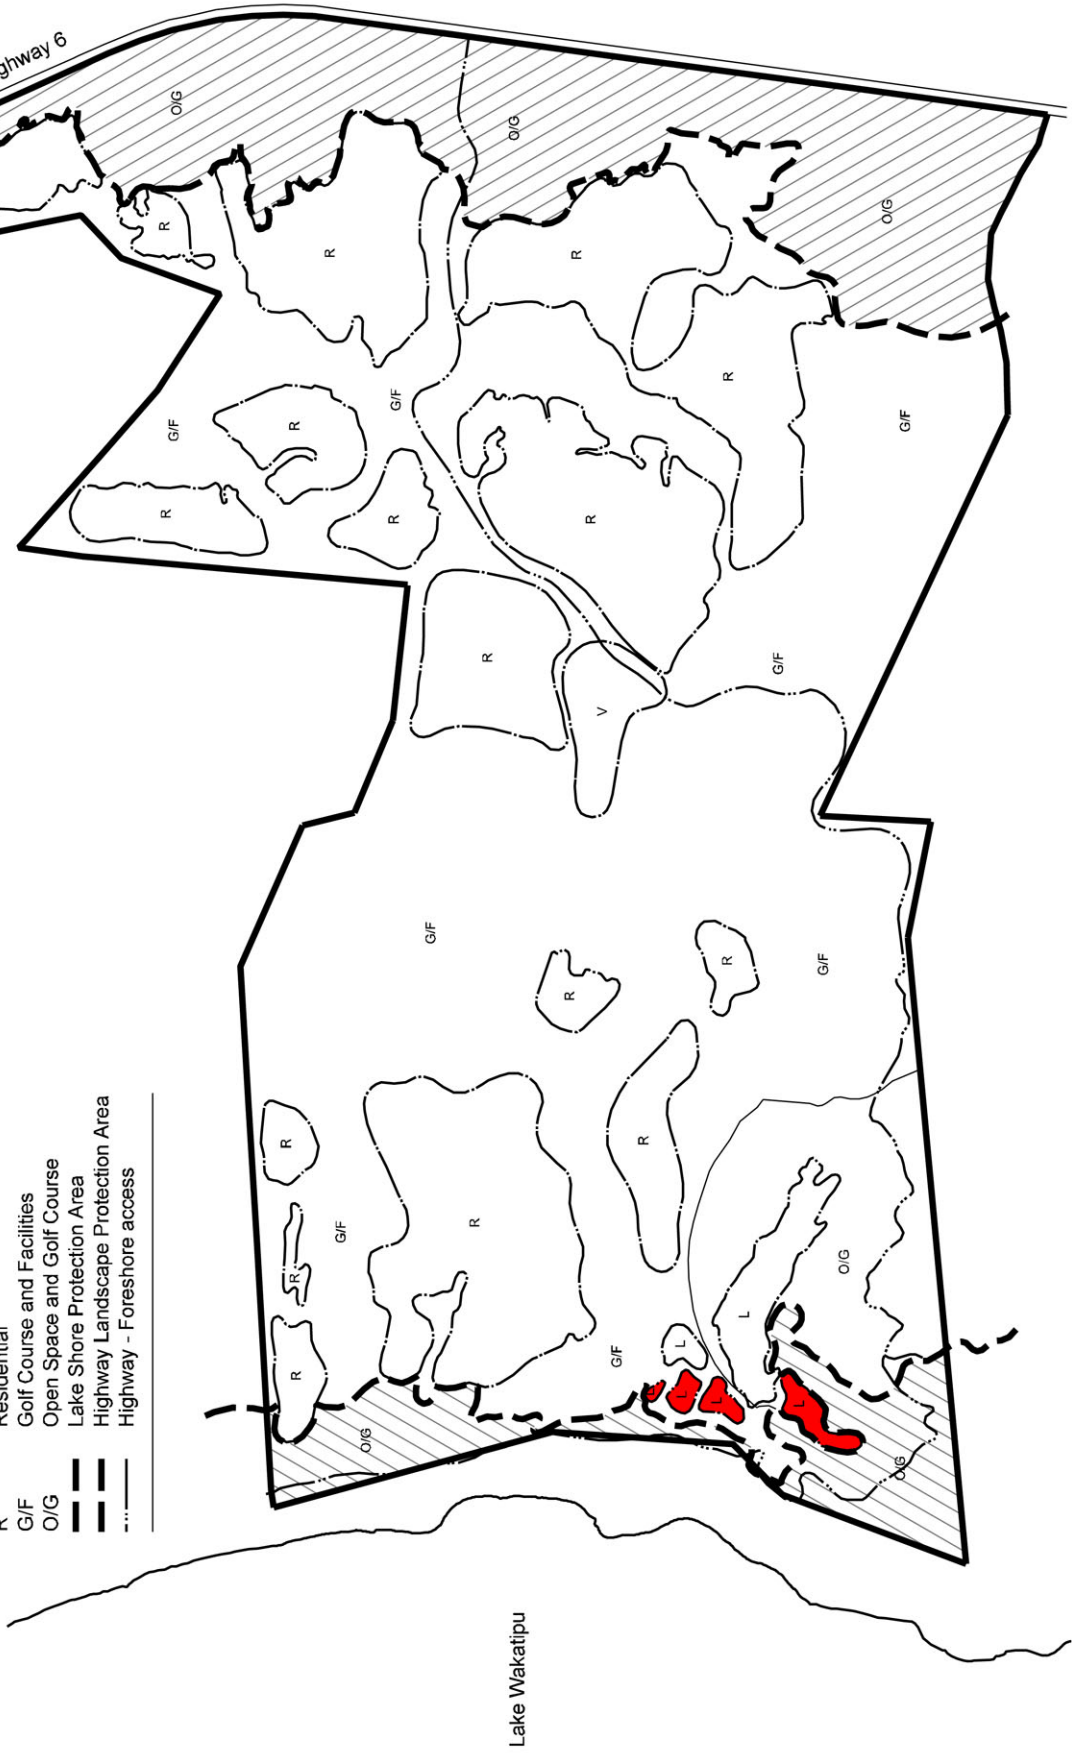 ghway 6
O/G
O/G
O/G
R
R
R
R
G/F
R
G/F
G/F
R
R
R
R
G/F
V
G/F
R
G/F
R
R Residential
G/F Golf Course and Facilities
O/G Open Space and Golf Course
Lake Shore Protection Area
Highway Landscape Protection Area
Highway - Foreshore access
R
R
G/F
R
O/G
R
L
L
G/F
R
L
L
L
L
O/G
O/G
Lake Wakatipu